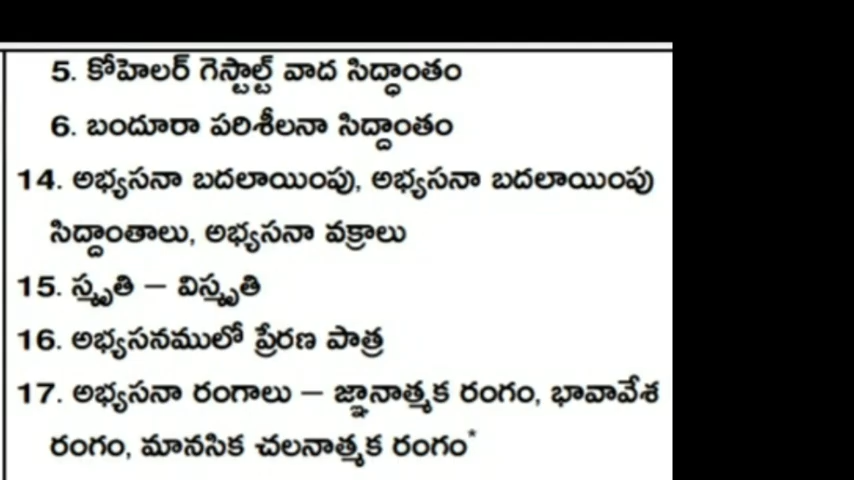 5. కోహెలర్ గెస్టాల్ట్ వాద సిద్ధాంతం
6. బందూరా పరిశీలనా సిద్ధాంతం
14. అభ్యసనా బదలాయింపు, అభ్యసనా బదలాయింపు
సిద్ధాంతాలు, అభ్యసనా వక్రాలు
15. స్మృతి – విస్మృతి
16. అభ్యసనములో ప్రేరణ పాత్ర
17. అభ్యసనా రంగాలు – జ్ఞానాత్మక రంగం, భావావేశ
రంగం, మానసిక చలనాత్మక రంగం*